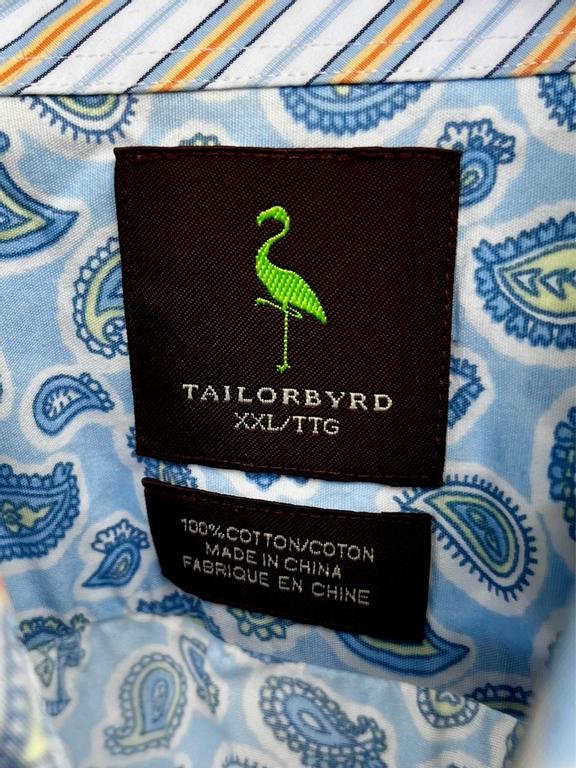 TAILORBYRD
XXL/TTG
100%COTTON/COTON
MADE IN CHINA
FABRIQUE EN CHINE